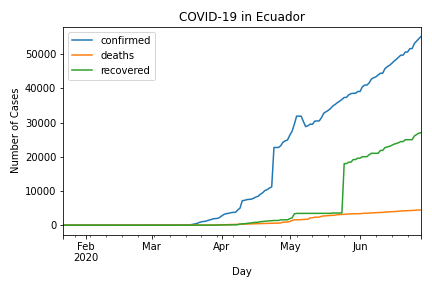 COVID-19 in Ecuador
confirmed
deaths
recovered
Number of Cases
50000
40000
30000
20000
10000
0
Feb
2020
Mar
Apr
May
Jun
Day